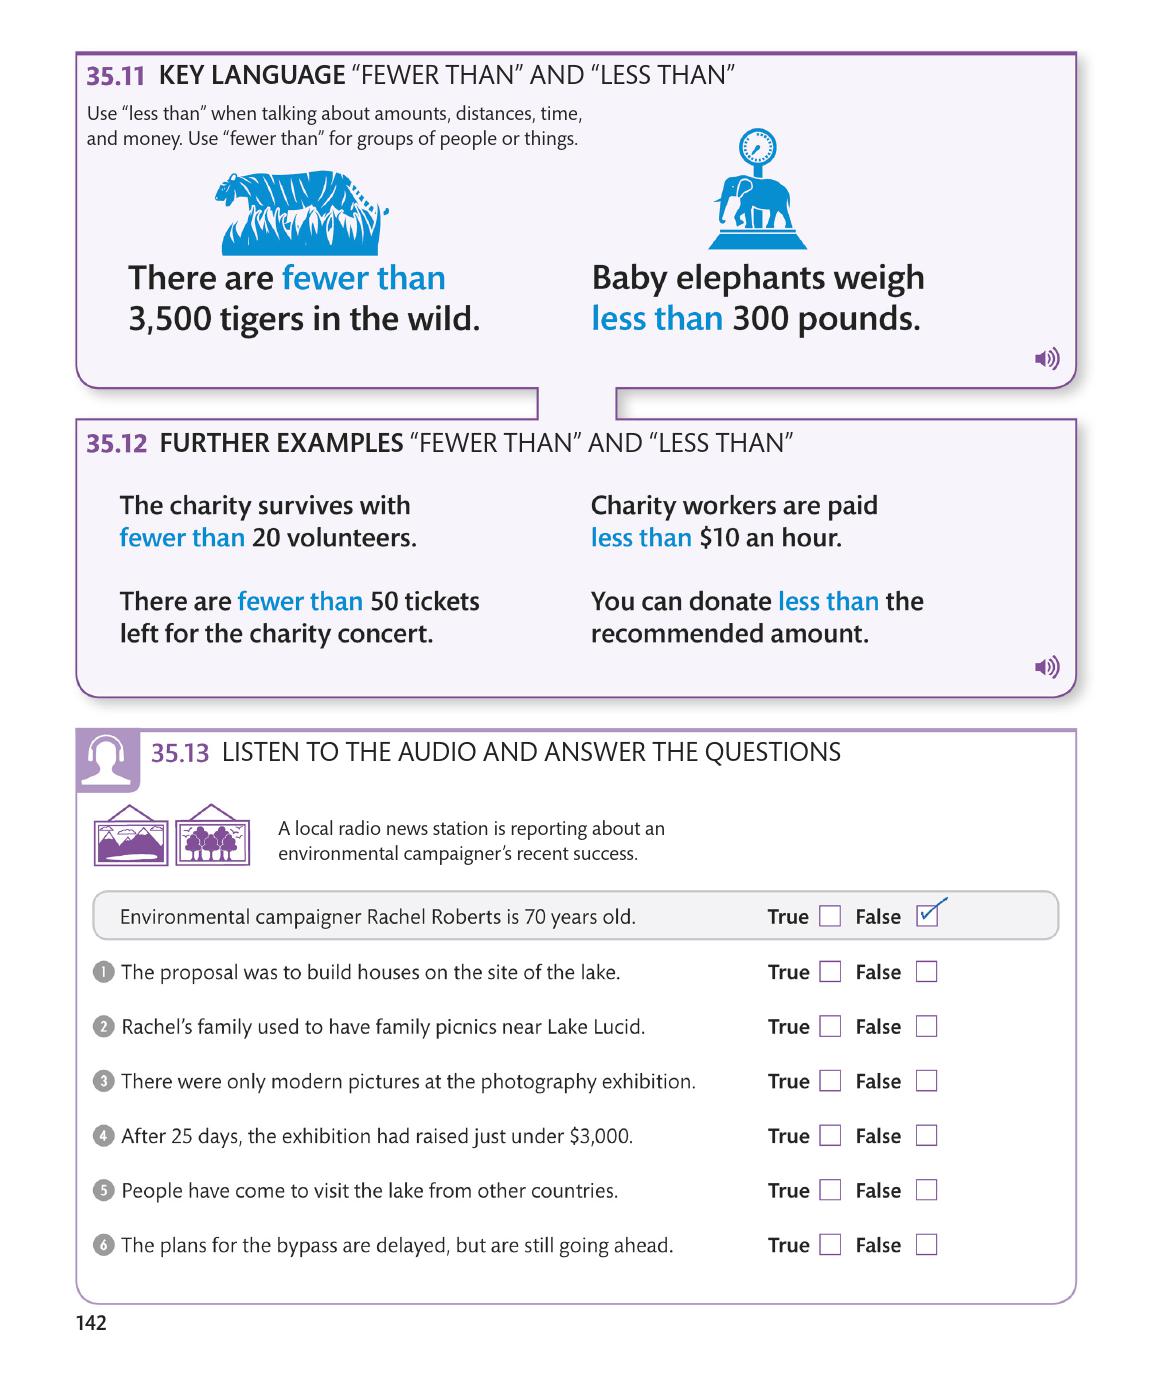 35.11 KEY LANGUAGE “FEWER THAN” AND “LESS THAN”
Use “less than” when talking about amounts, distances, time,
and money. Use “fewer than” for groups of people or things.
There are fewer than
3,500 tigers in the wild.
Baby elephants weigh
less than 300 pounds.
35.12 FURTHER EXAMPLES “FEWER THAN” AND “LESS THAN”
The charity survives with
fewer than 20 volunteers.
Charity workers are paid
less than $10 an hour.
There are fewer than 50 tickets
left for the charity concert.
You can donate less than the
recommended amount.
35.13 LISTEN TO THE AUDIO AND ANSWER THE QUESTIONS
A local radio news station is reporting about an
environmental campaigner’s recent success.
Environmental campaigner Rachel Roberts is 70 years old. True False
1 The proposal was to build houses on the site of the lake. True False
2 Rachel’s family used to have family picnics near Lake Lucid. True False
3 There were only modern pictures at the photography exhibition. True False
4 After 25 days, the exhibition had raised just under $3,000. True False
5 People have come to visit the lake from other countries. True False
6 The plans for the bypass are delayed, but are still going ahead. True False
142